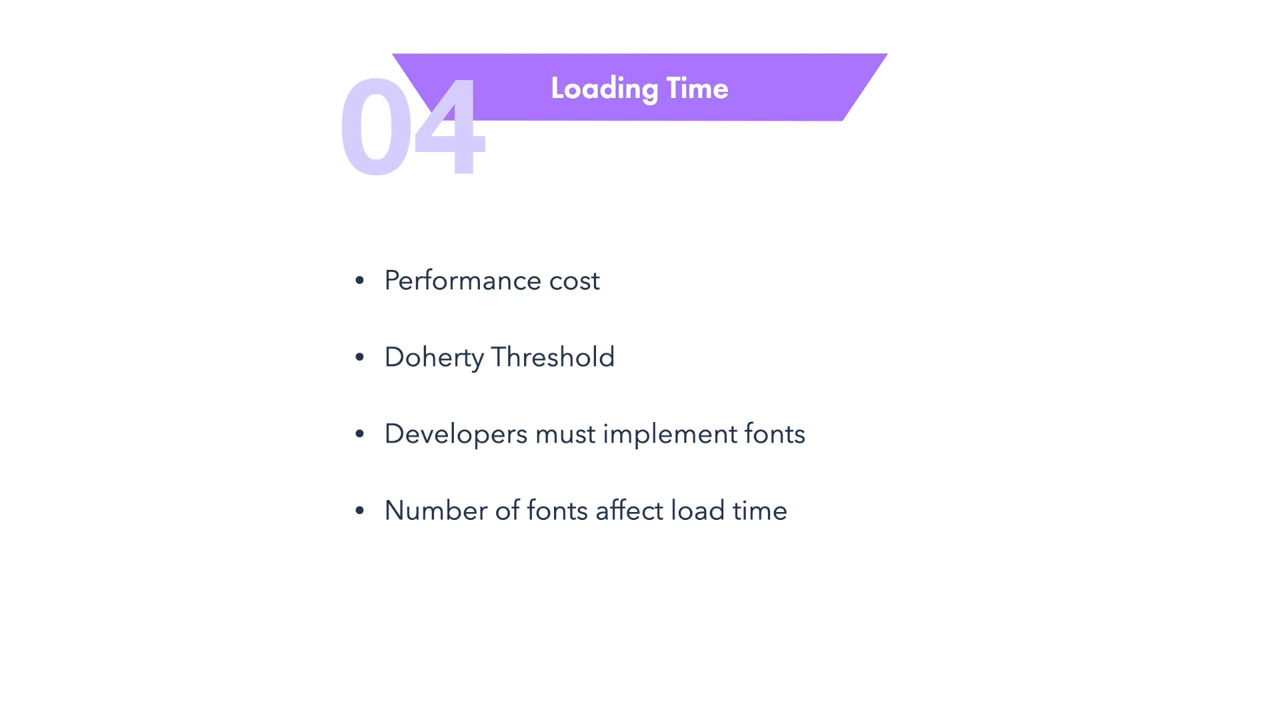 04
Loading Time
• Performance cost
• Doherty Threshold
• Developers must implement fonts
• Number of fonts affect load time